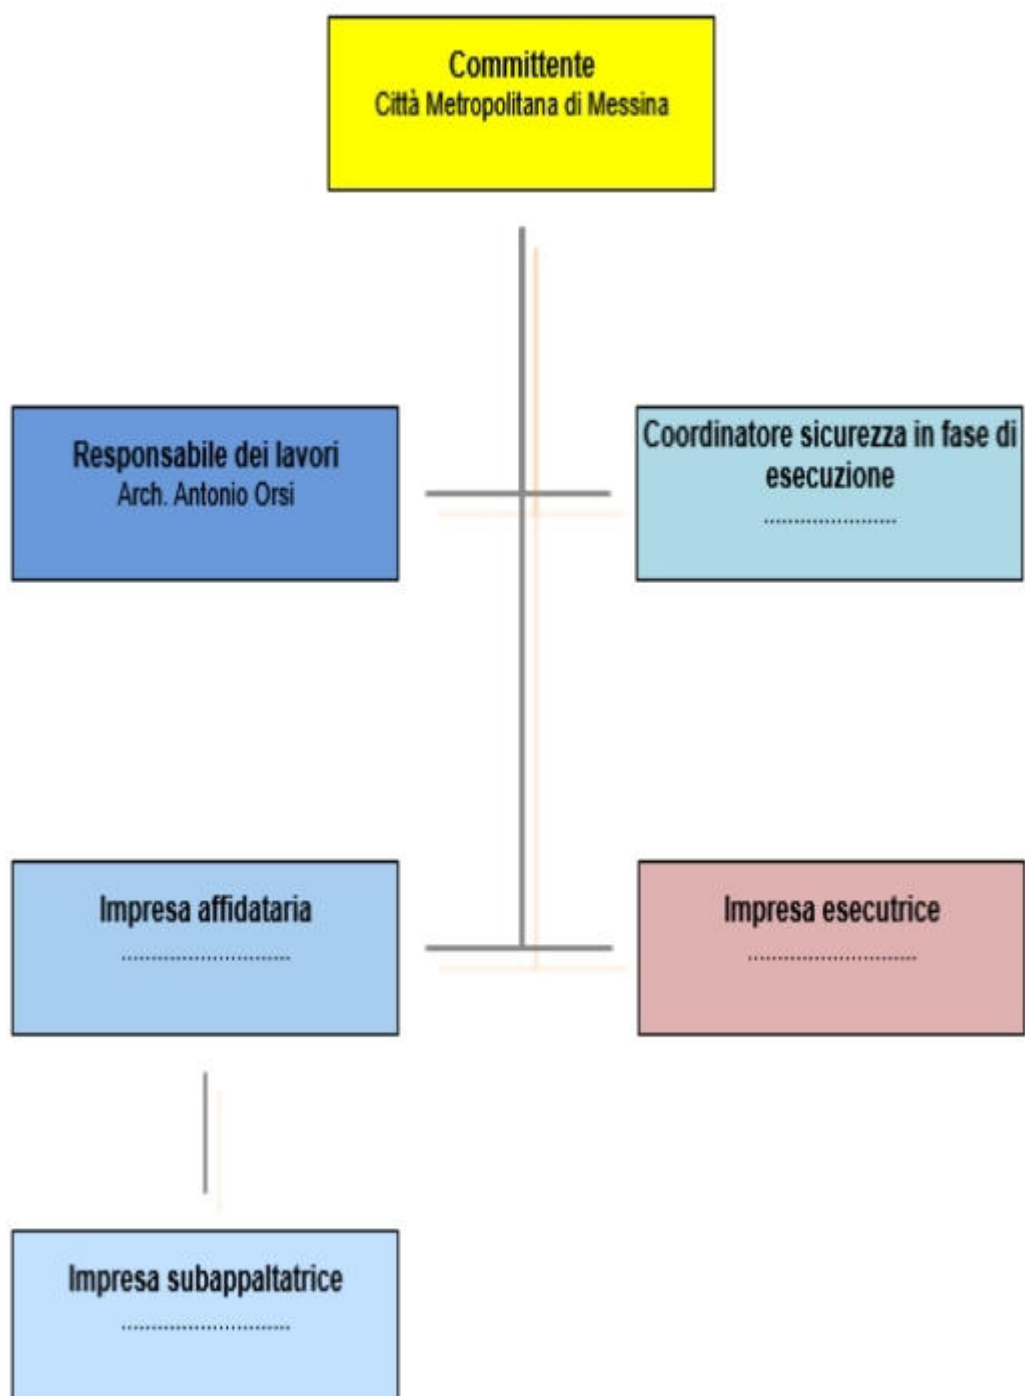 Committente
Città Metropolitana di Messina
Responsabile dei lavori
Arch. Antonio Orsi
Coordinatore sicurezza in fase di
esecuzione
......................
Impresa affidataria
............................
Impresa esecutrice
............................
Impresa subappaltatrice
............................